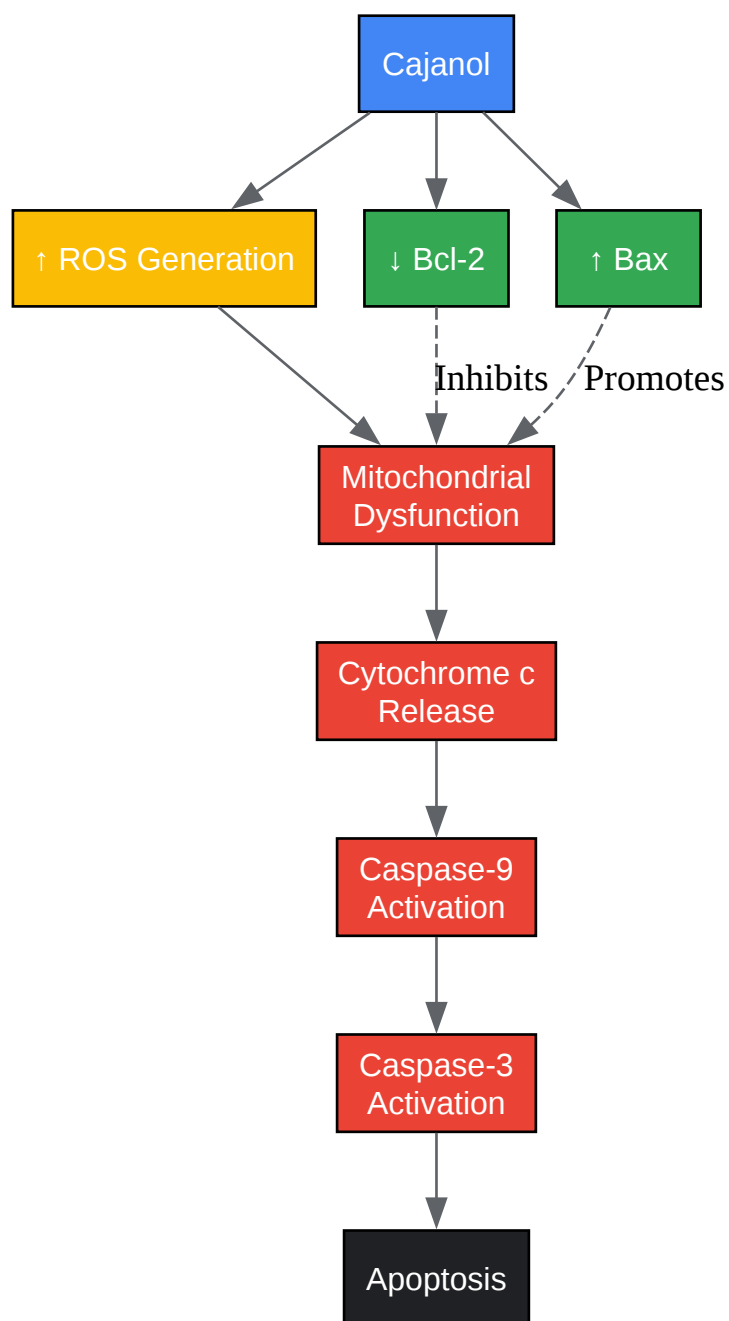 Cajanol
↑ ROS Generation
↓ Bcl-2
↑ Bax
Inhibits
Promotes
Mitochondrial
Dysfunction
Cytochrome c
Release
Caspase-9
Activation
Caspase-3
Activation
Apoptosis